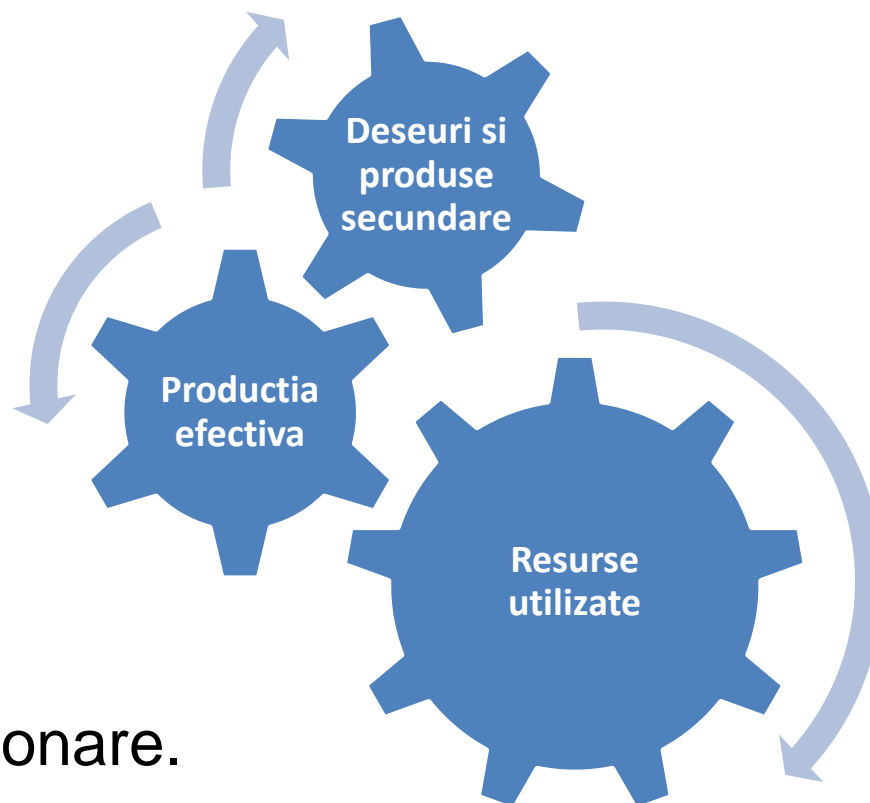 Deseuri si
produse
secundare
Productia
efectiva
Resurse
utilizate
onare.